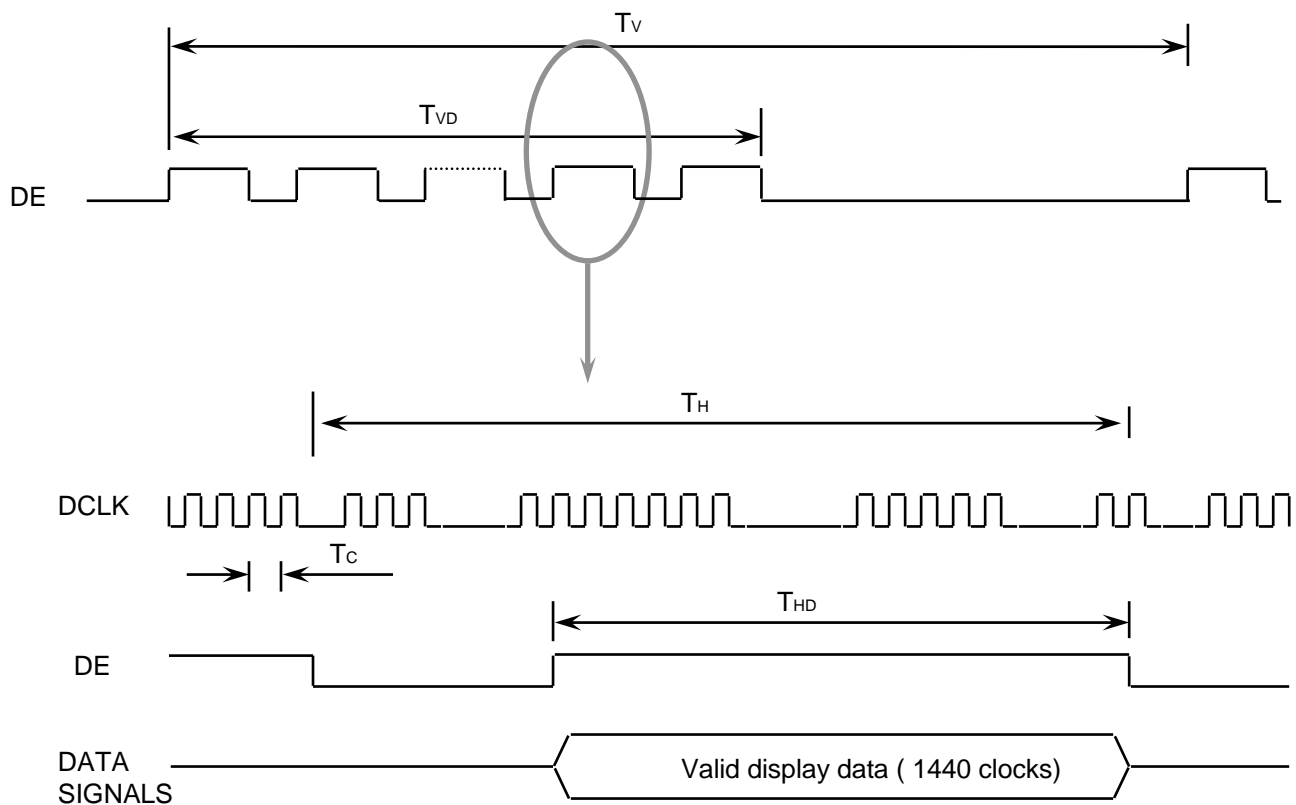 TV
TVD
DE
TH
DCLK
TC
THD
DE
DATA
SIGNALS
Valid display data ( 1440 clocks)